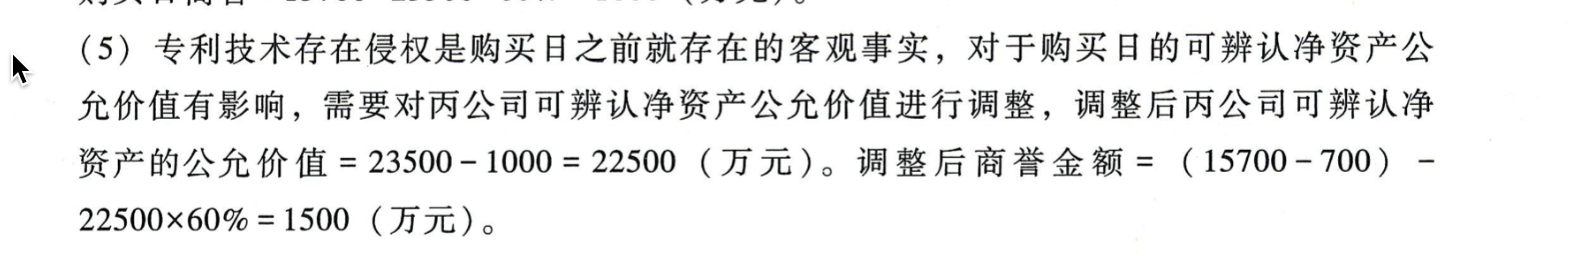 （5）专利技术存在侵权是购买日之前就存在的客观事实，对于购买日的可辨认净资产公
允价值有影响，需要对丙公司可辨认净资产公允价值进行调整，调整后丙公司可辨认净
资产的公允价值＝23500－1000＝22500（万元）。调整后商誉金额＝（15700－700）－
22500×60%＝1500（万元）。